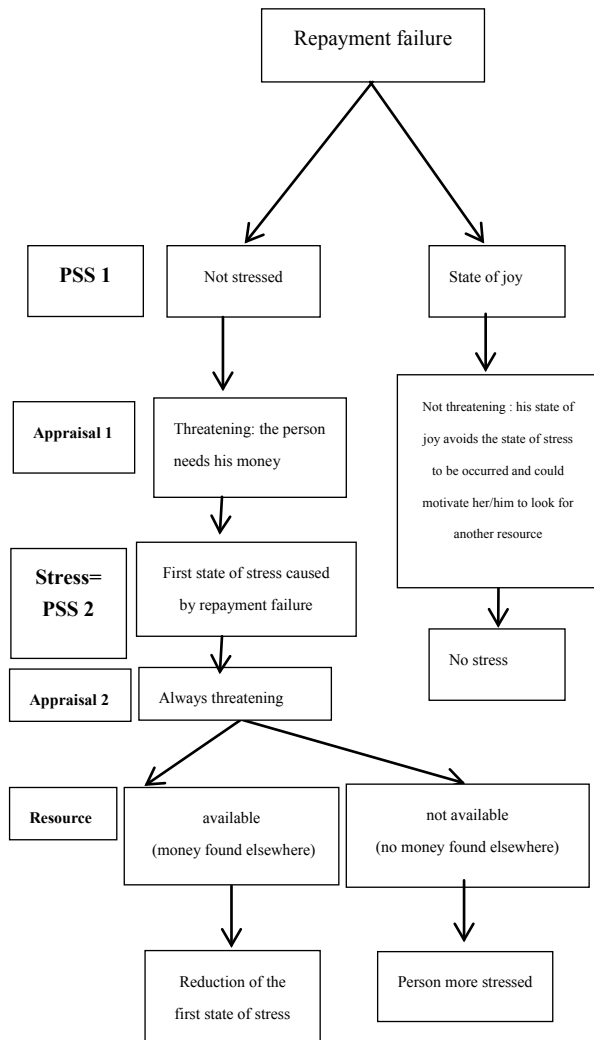 Repayment failure
PSS 1
Not stressed
State of joy
Appraisal 1
Threatening: the person
needs his money
Not threatening : his state of
joy avoids the state of stress
to be occurred and could
motivate her/him to look for
another resource
Stress=
PSS 2
First state of stress caused
by repayment failure
No stress
Appraisal 2
Always threatening
Resource
available
(money found elsewhere)
not available
(no money found elsewhere)
Reduction of the
first state of stress
Person more stressed